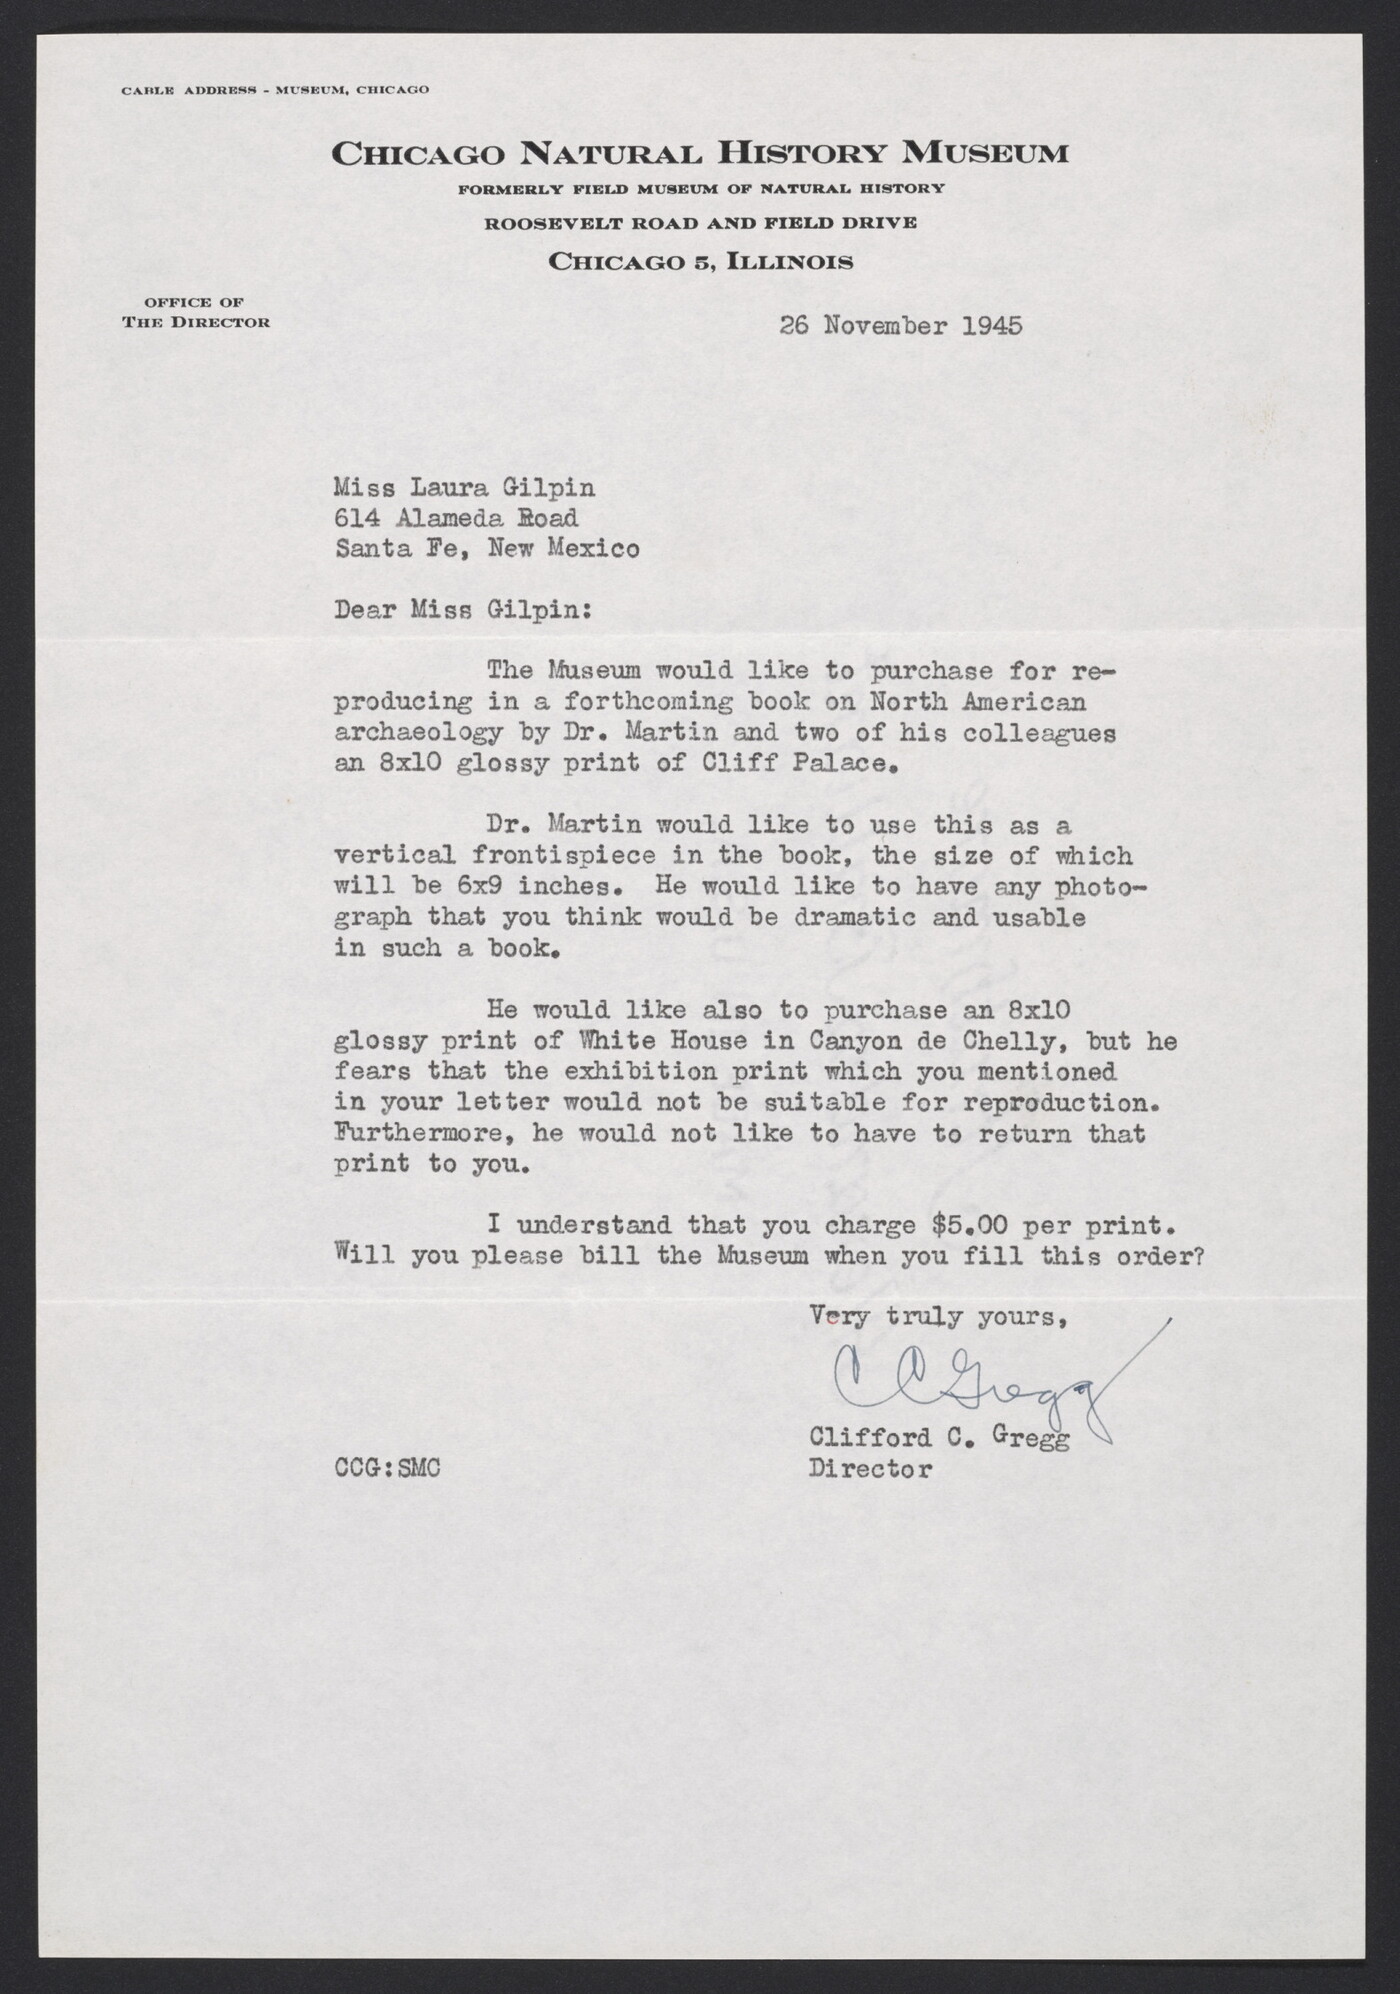 CABLE ADDRESS - MUSEUM, CHICAGO
CHICAGO NATURAL HISTORY MUSEUM
FORMERLY FIELD MUSEUM OF NATURAL HISTORY
ROOSEVELT ROAD AND FIELD DRIVE
CHICAGO 5, ILLINOIS
OFFICE OF
THE DIRECTOR
26 November 1945
Miss Laura Gilpin
614 Alameda Road
Santa Fe, New Mexico
Dear Miss Gilpin:
The Museum would like to purchase for re-
producing in a forthcoming book on North American
archaeology by Dr. Martin and two of his colleagues
an 8x10 glossy print of Cliff Palace.
Dr. Martin would like to use this as a
vertical frontispiece in the book, the size of which
will be 6x9 inches. He would like to have any photo-
graph that you think would be dramatic and usable
in such a book.
He would like also to purchase an 8x10
glossy print of White House in Canyon de Chelly, but he
fears that the exhibition print which you mentioned
in your letter would not be suitable for reproduction.
Furthermore, he would not like to have to return that
print to you.
I understand that you charge $5.00 per print.
Will you please bill the Museum when you fill this order?
Very truly yours,
C C Gregg
Clifford C. Gregg
Director
CCG:SMC